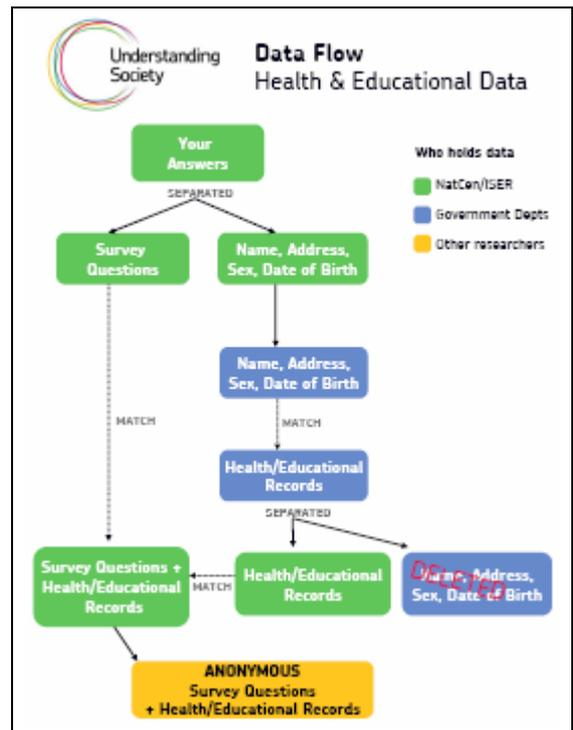 Understanding
Society
Data Flow
Health & Educational Data
Your
Answers
Who holds data
NatCen/ISER
Government Depts
Other researchers
SEPARATED
Survey
Questions
Name, Address,
Sex, Date of Birth
Name, Address,
Sex, Date of Birth
MATCH
MATCH
Health/Educational
Records
SEPARATED
Survey Questions +
Health/Educational
Records
MATCH
Health/Educational
Records
Name, Address,
Sex, Date of Birth
DELETED
ANONYMOUS
Survey Questions
+ Health/Educational Records